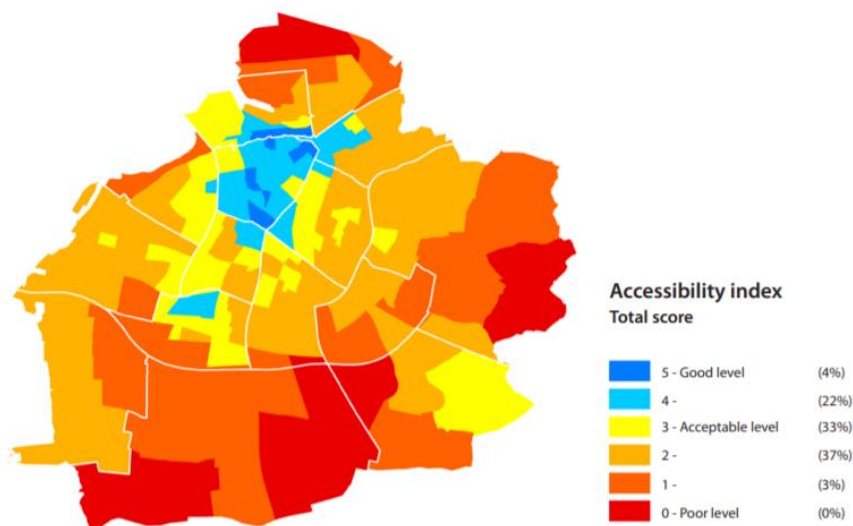 Accessibility index
Total score
5 - Good level (4%)
4 - (22%)
3 - Acceptable level (33%)
2 - (37%)
1 - (3%)
0 - Poor level (0%)